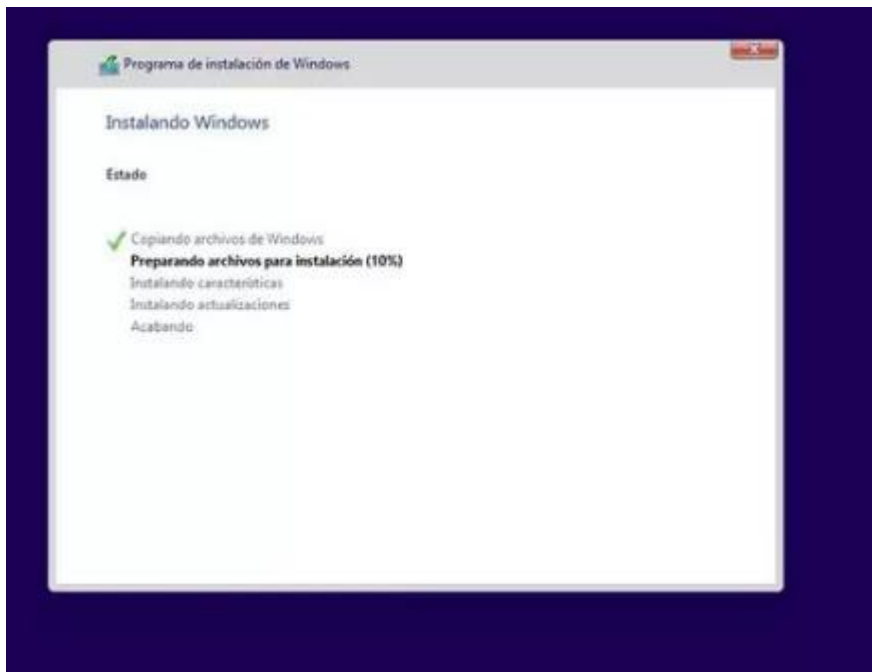 Programa de instalación de Windows
Instalando Windows
Estado
Copiando archivos de Windows
Preparando archivos para instalación (10%)
Instalando características
Instalando actualizaciones
Acabando